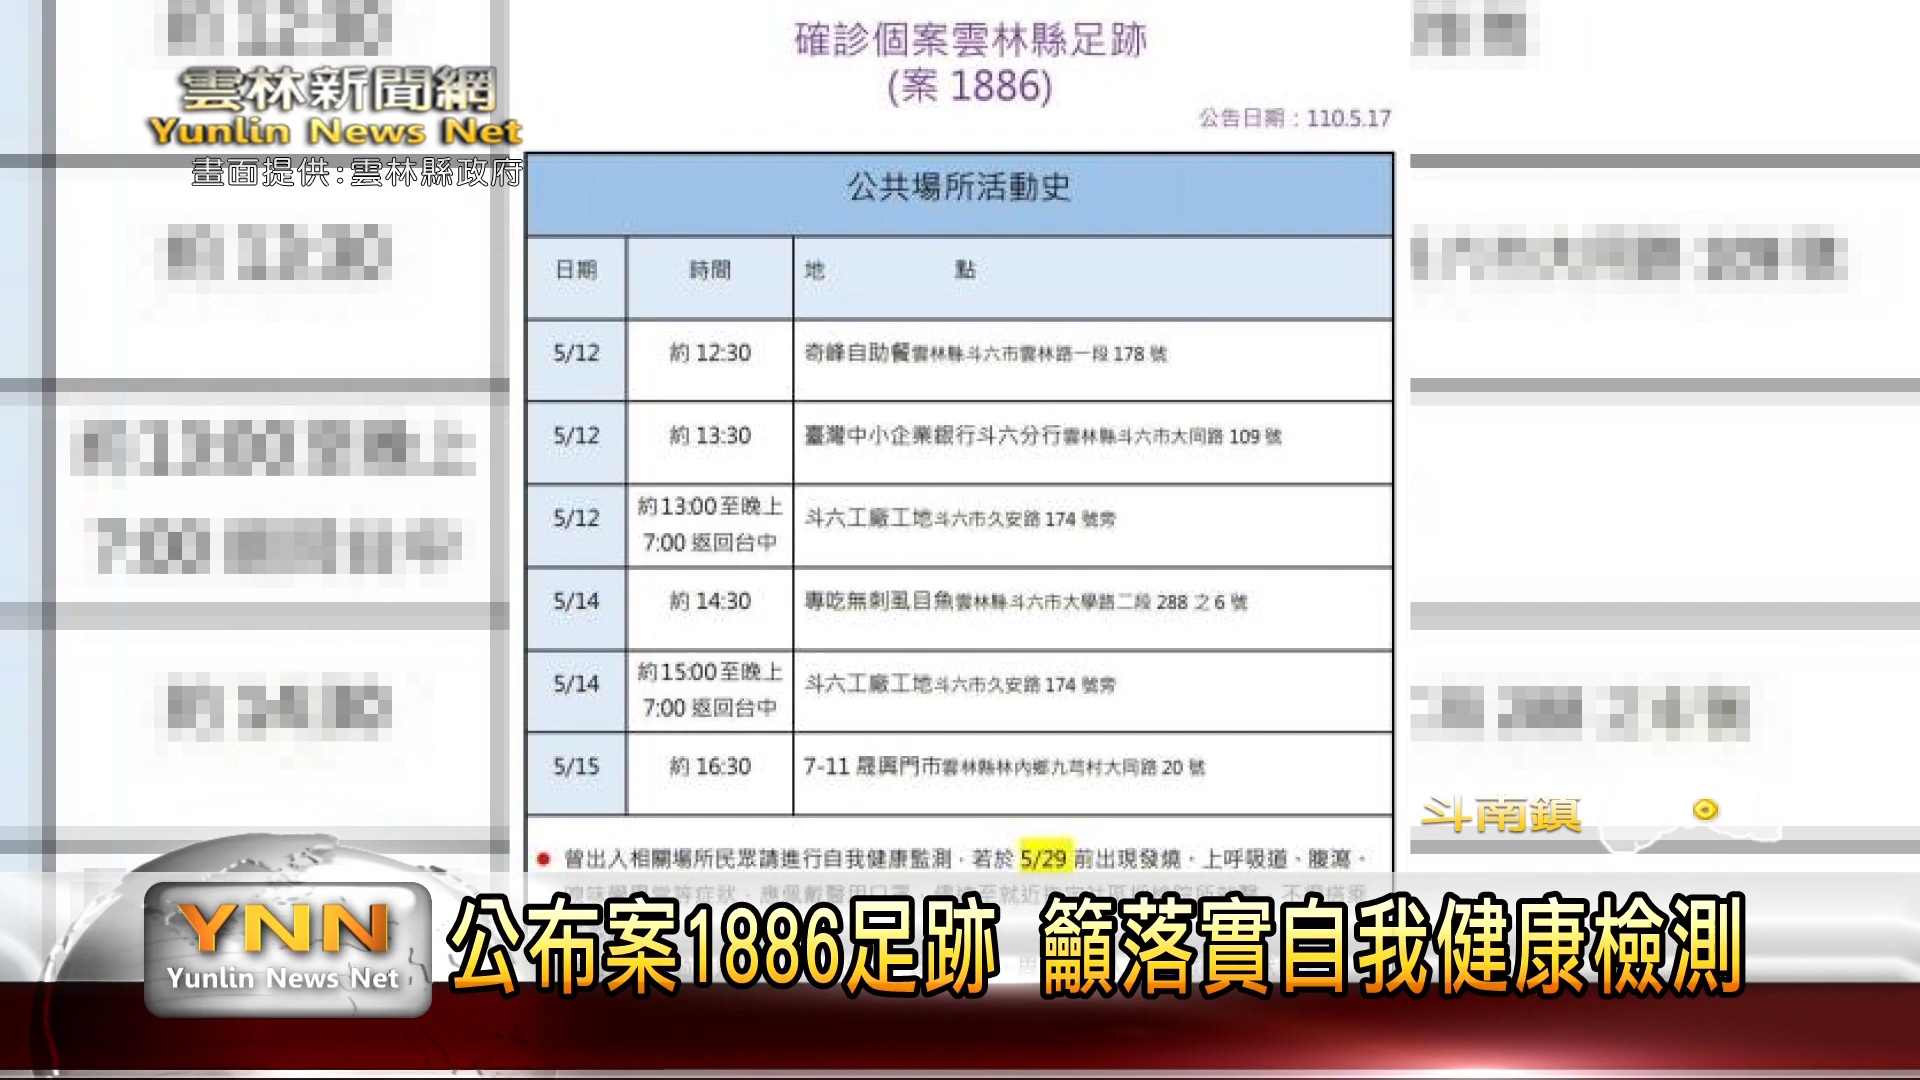 雲林新聞網
Yunlin News Net
畫面提供:雲林縣政府
確診個案雲林縣足跡
(案 1886)
公告日期：110.5.17
公共場所活動史
日期 時間 地 點
5/12 約 12:30 奇峰自助餐雲林縣斗六市雲林路一段 178 號
5/12 約 13:30 臺灣中小企業銀行斗六分行雲林縣斗六市大同路 109 號
5/12 約13:00至晚上 7:00 返回台中 斗六工廠工地斗六市久安路 174 號旁
5/14 約 14:30 專吃無刺虱目魚雲林縣斗六市大學路二段 288 之 6 號
5/14 約15:00至晚上 7:00 返回台中 斗六工廠工地斗六市久安路 174 號旁
5/15 約 16:30 7-11 晟興門市雲林縣林內鄉九芎村大同路 20 號
曾出入相關場所民眾請進行自我健康監測，若於 5/29 前出現發燒、上呼吸道、腹瀉、
斗南鎮
YNN
Yunlin News Net
公布案1886足跡 籲落實自我健康檢測